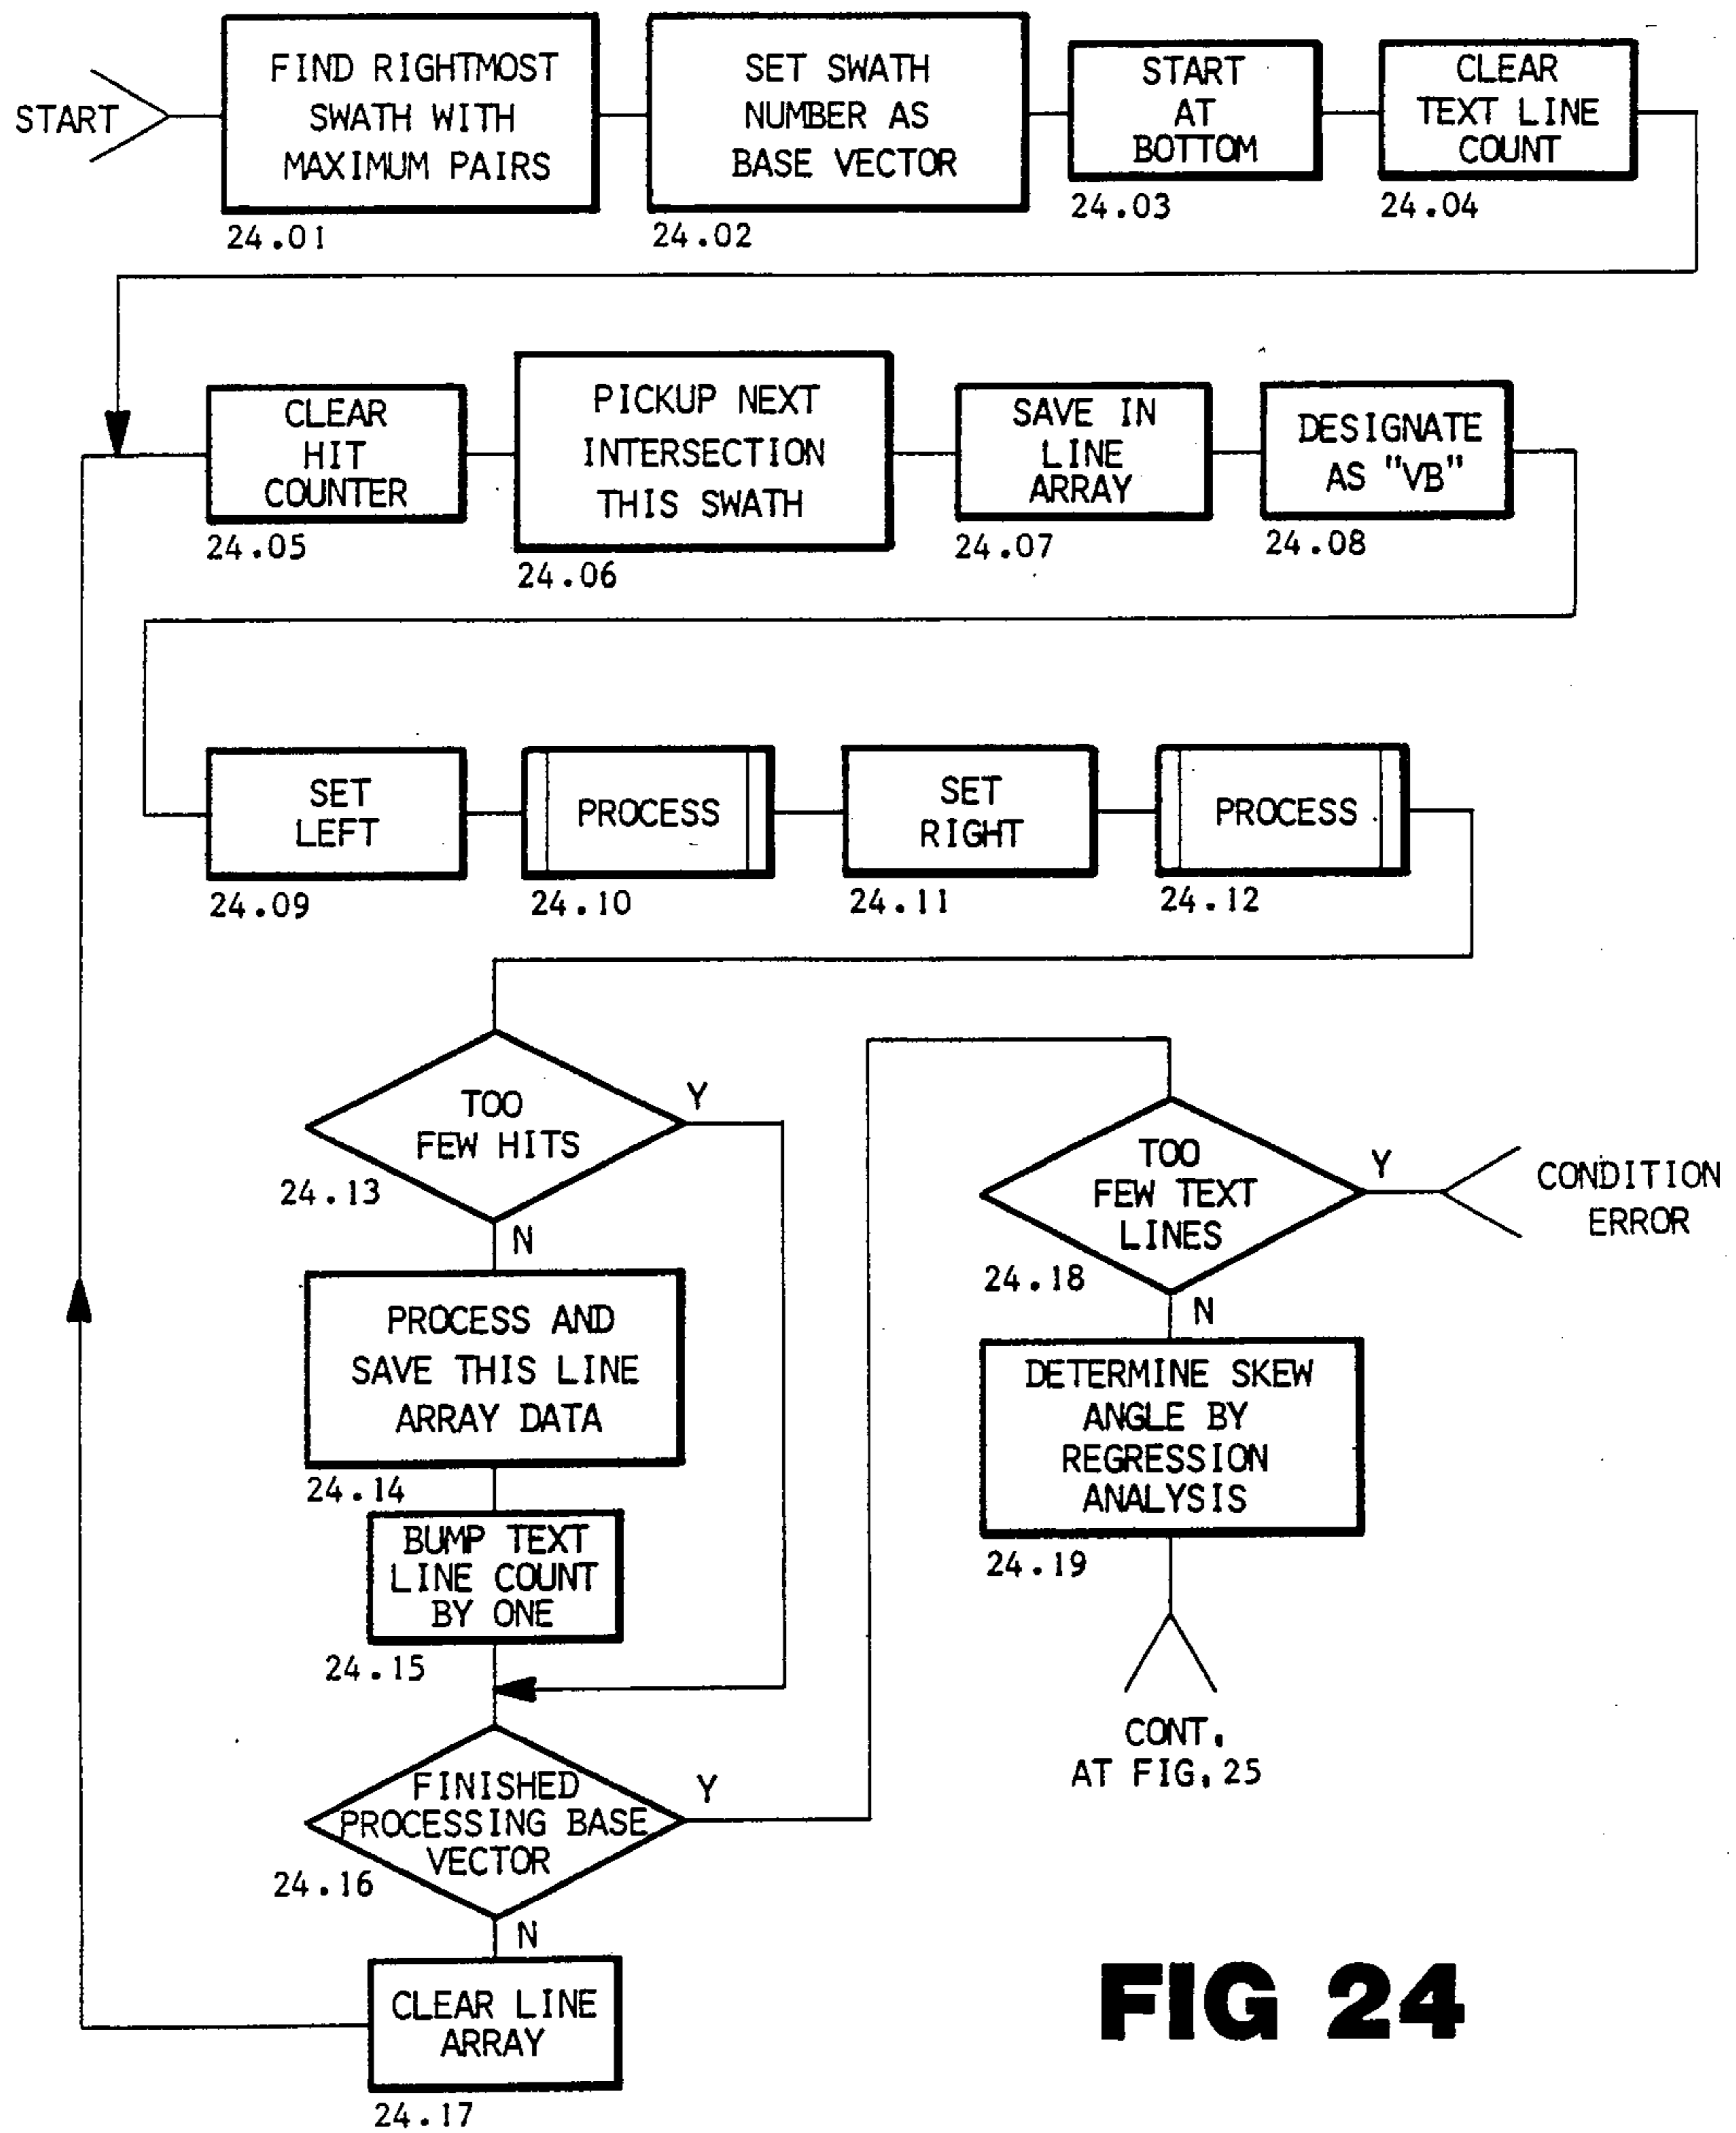 START
FIND RIGHTMOST
SWATH WITH
MAXIMUM PAIRS
24.01
SET SWATH
NUMBER AS
BASE VECTOR
24.02
START
AT
BOTTOM
24.03
CLEAR
TEXT LINE
COUNT
24.04
CLEAR
HIT
COUNTER
24.05
PICKUP NEXT
INTERSECTION
THIS SWATH
24.06
SAVE IN
LINE
ARRAY
24.07
DESIGNATE
AS "VB"
24.08
SET
LEFT
24.09
PROCESS
24.10
SET
RIGHT
24.11
PROCESS
24.12
TOO
FEW HITS
24.13
Y
N
PROCESS AND
SAVE THIS LINE
ARRAY DATA
24.14
BUMP TEXT
LINE COUNT
BY ONE
24.15
FINISHED
PROCESSING BASE
VECTOR
24.16
Y
N
CLEAR LINE
ARRAY
24.17
TOO
FEW TEXT
LINES
24.18
Y
CONDITION
ERROR
N
DETERMINE SKEW
ANGLE BY
REGRESSION
ANALYSIS
24.19
CONT.
AT FIG.25
FIG 24